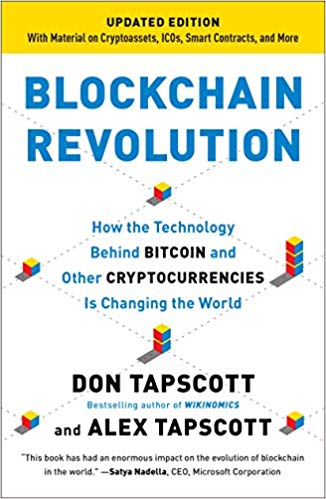 UPDATED EDITION
With Material on Cryptoassets, ICOs, Smart Contracts, and More
BLOCKCHAIN
REVOLUTION
How the Technology
Behind BITCOIN and
Other CRYPTOCURRENCIES
Is Changing the World
DON TAPSCOTT
Bestselling author of WIKINOMICS
and ALEX TAPSCOTT
"This book has had an enormous impact on the evolution of blockchain
in the world." —Satya Nadella, CEO, Microsoft Corporation